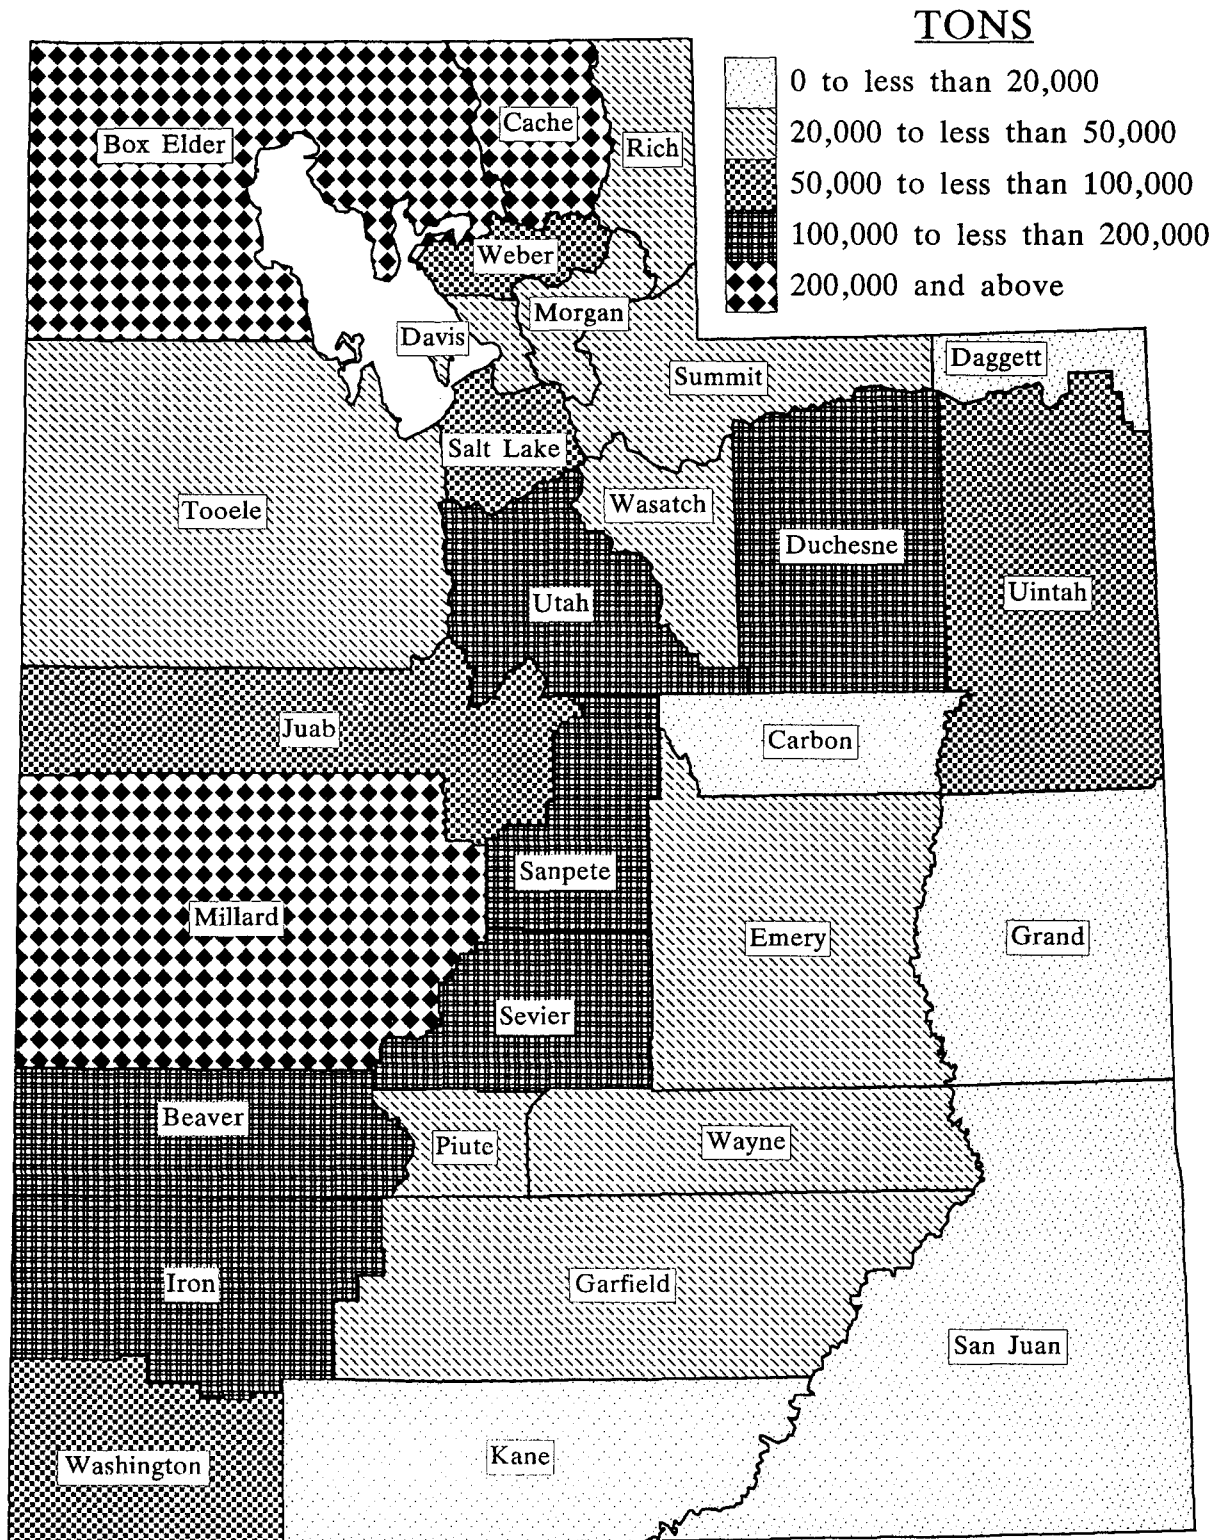 TONS
0 to less than 20,000
20,000 to less than 50,000
50,000 to less than 100,000
100,000 to less than 200,000
200,000 and above
Box Elder
Cache
Rich
Weber
Morgan
Davis
Daggett
Summit
Salt Lake
Wasatch
Tooele
Duchesne
Uintah
Utah
Juab
Carbon
Sanpete
Millard
Emery
Grand
Sevier
Beaver
Piute
Wayne
Iron
Garfield
San Juan
Kane
Washington